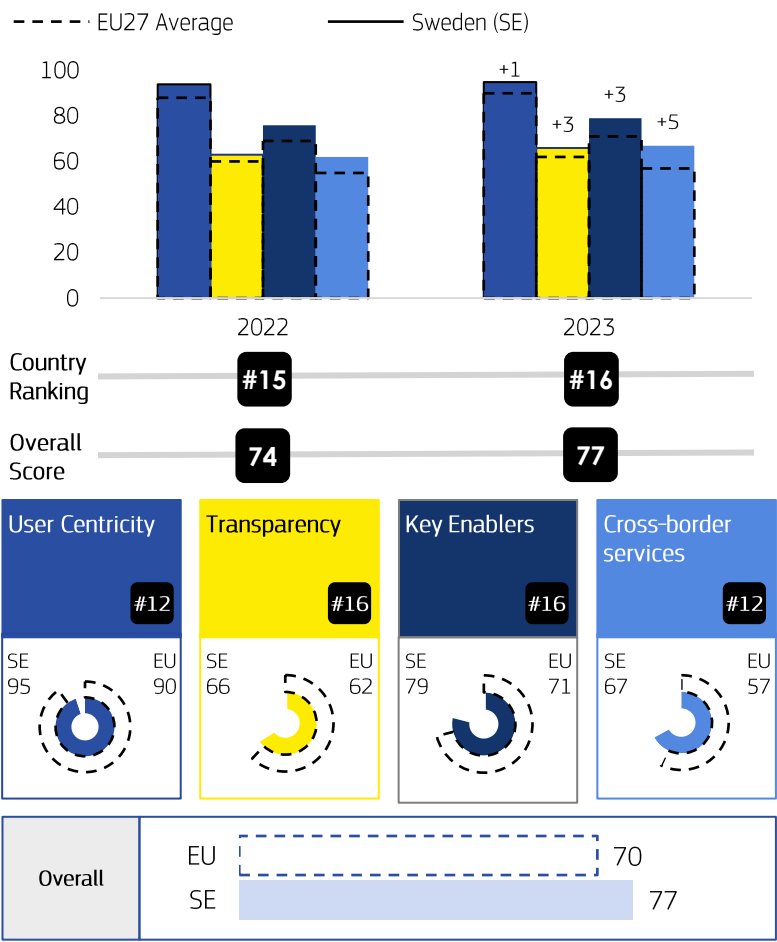 EU27 Average
Sweden (SE)
100
80
60
40
20
0
+1
+3
+3
+5
2022
2023
Country
Ranking
#15
#16
Overall
Score
74
77
User Centricity
#12
Transparency
#16
Key Enablers
#16
Cross-border
services
#12
SE
95
EU
90
SE
66
EU
62
SE
79
EU
71
SE
67
EU
57
Overall
EU
70
SE
77